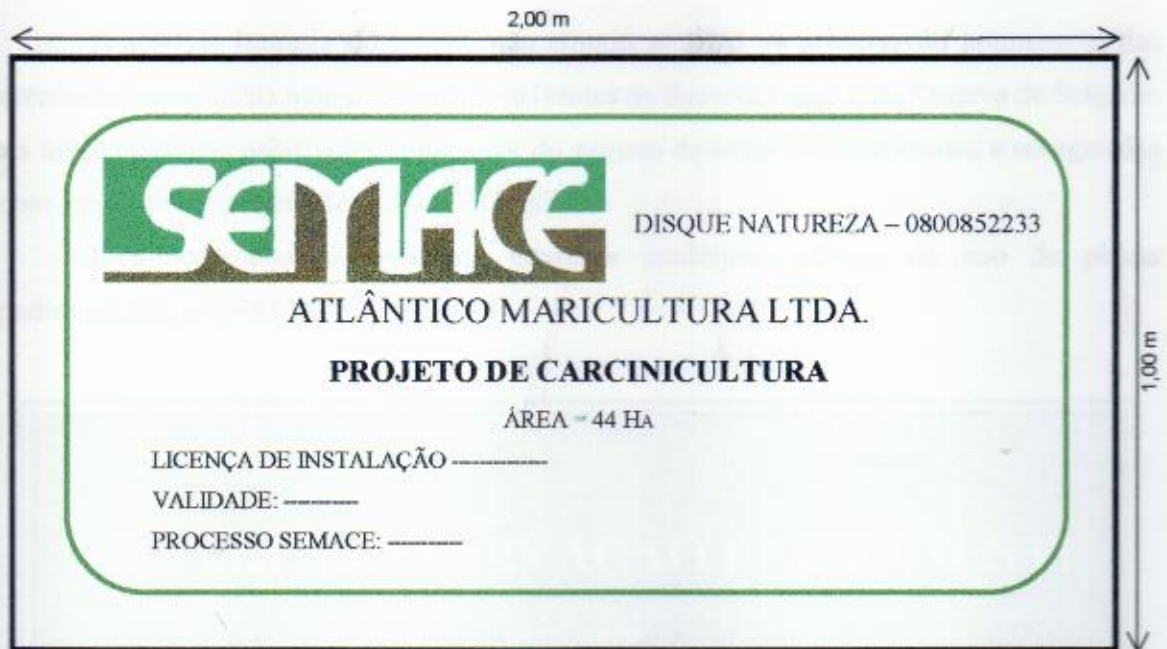 2,00 m
SEMACE
DISQUE NATUREZA – 0800852233
ATLÂNTICO MARICULTURA LTDA.
PROJETO DE CARCINICULTURA
ÁREA – 44 HA
LICENÇA DE INSTALAÇÃO --------------
VALIDADE: -----------
PROCESSO SEMACE: -----------
1,00 m